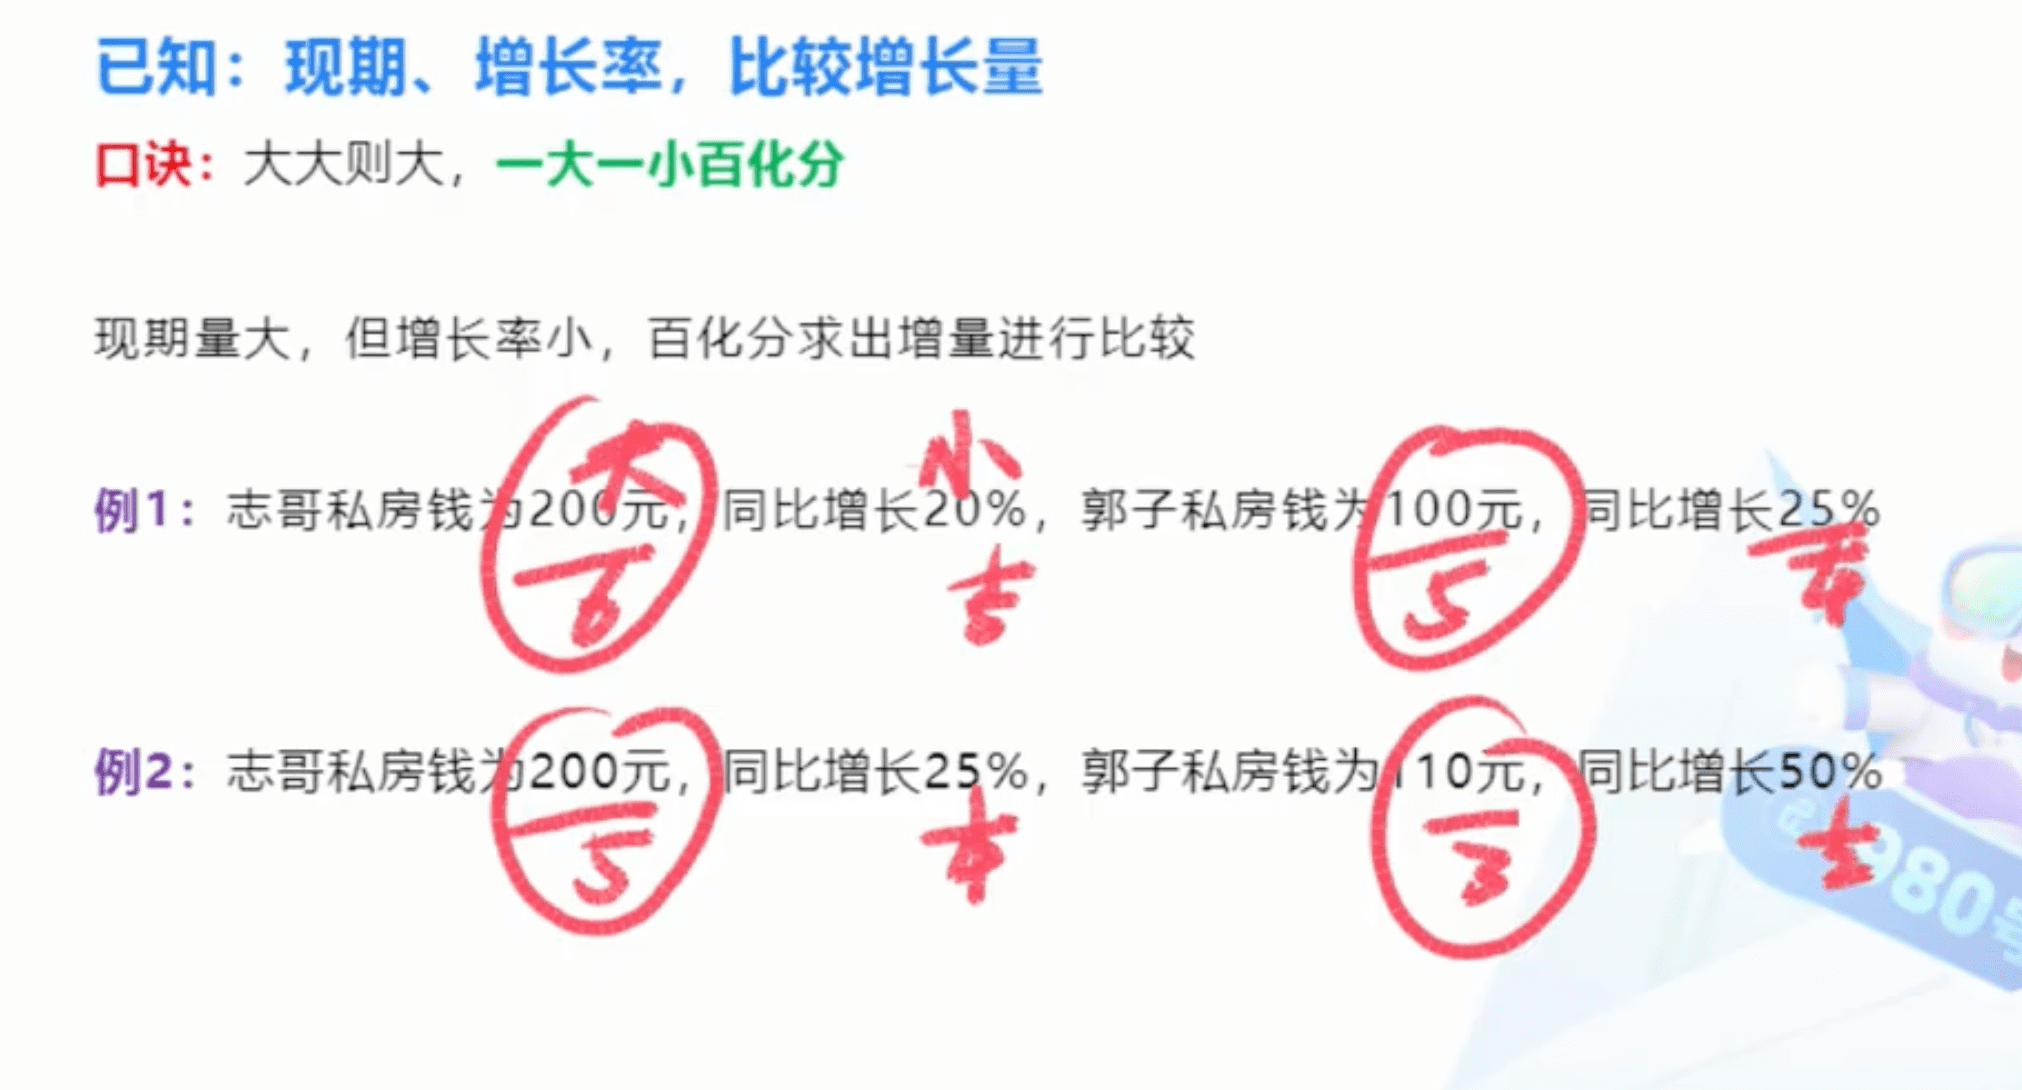 已知：现期、增长率，比较增长量
口诀：大大则大，一大一小百化分
现期量大，但增长率小，百化分求出增量进行比较
大 小
例1：志哥私房钱为200元，同比增长20%，郭子私房钱为100元，同比增长25%
6 1/5 5 1/4
例2：志哥私房钱为200元，同比增长25%，郭子私房钱为110元，同比增长50%
5 1/4 3 1/2
980号